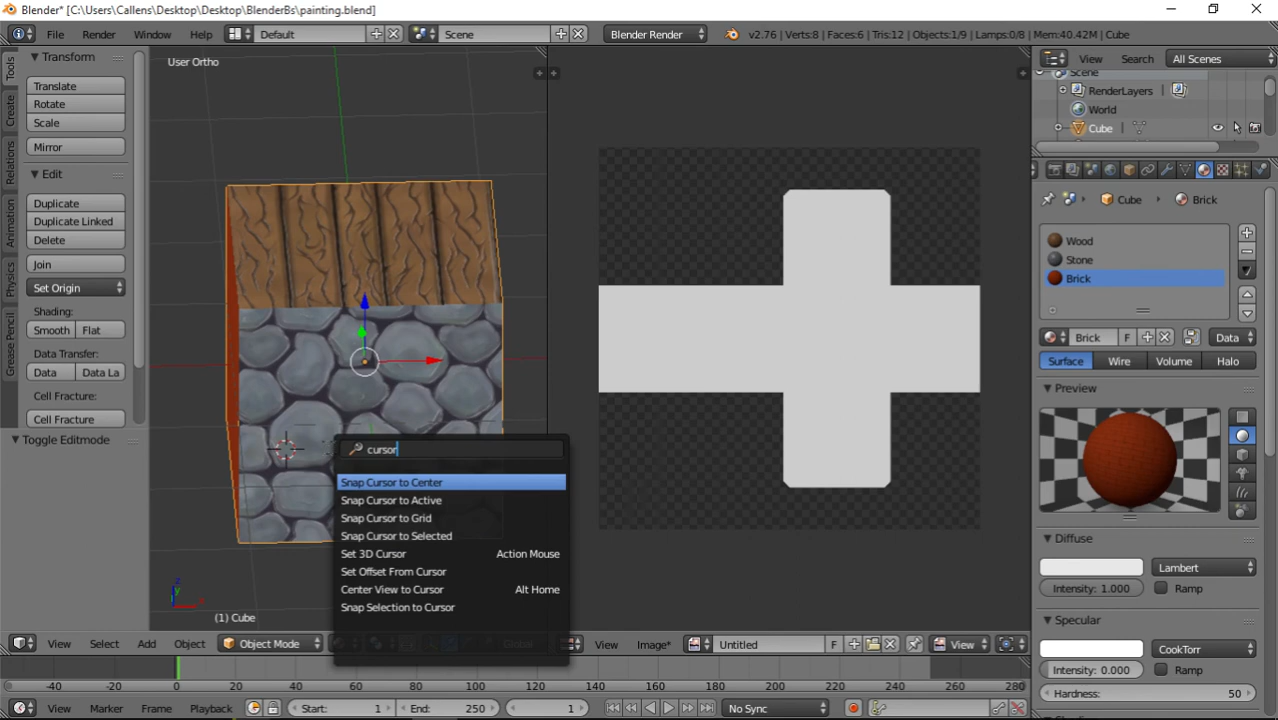 Blender* [C:\Users\Callens\Desktop\Desktop\BlenderBs\painting.blend]
File Render Window Help Default Scene Blender Render v2.76 | Verts:8 | Faces:6 | Tris:12 | Objects:1/9 | Lamps:0/8 | Mem:40.42M | Cube
View Search All Scenes
Scene
RenderLayers
World
Cube
Tools
Create
Relations
Animation
Physics
Grease Pencil
Transform
Translate
Rotate
Scale
Mirror
Edit
Duplicate
Duplicate Linked
Delete
Join
Set Origin
Shading:
Smooth Flat
Data Transfer:
Data Data La
Cell Fracture:
Cell Fracture
Toggle Editmode
User Ortho
cursor
Snap Cursor to Center
Snap Cursor to Active
Snap Cursor to Grid
Snap Cursor to Selected
Set 3D Cursor Action Mouse
Set Offset From Cursor
Center View to Cursor Alt Home
Snap Selection to Cursor
z
y
x
(1) Cube
View Select Add Object Object Mode Global
View Image* Untitled F View
Cube Brick
Wood
Stone
Brick
Brick F Data
Surface Wire Volume Halo
Preview
Diffuse
Lambert
Intensity: 1.000 Ramp
Specular
CookTorr
Intensity: 0.000 Ramp
Hardness: 50
-40 -20 0 20 40 60 80 100 120 140 160 180 200 220 240 260 280
View Marker Frame Playback Start: 1 End: 250 1 No Sync